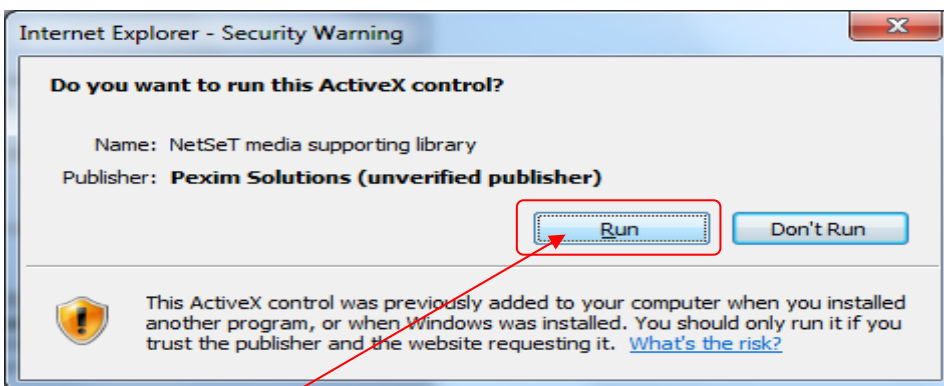 Internet Explorer - Security Warning
Do you want to run this ActiveX control?
Name: NetSeT media supporting library
Publisher: Pexim Solutions (unverified publisher)
Run Don't Run
This ActiveX control was previously added to your computer when you installed
another program, or when Windows was installed. You should only run it if you
trust the publisher and the website requesting it. What's the risk?